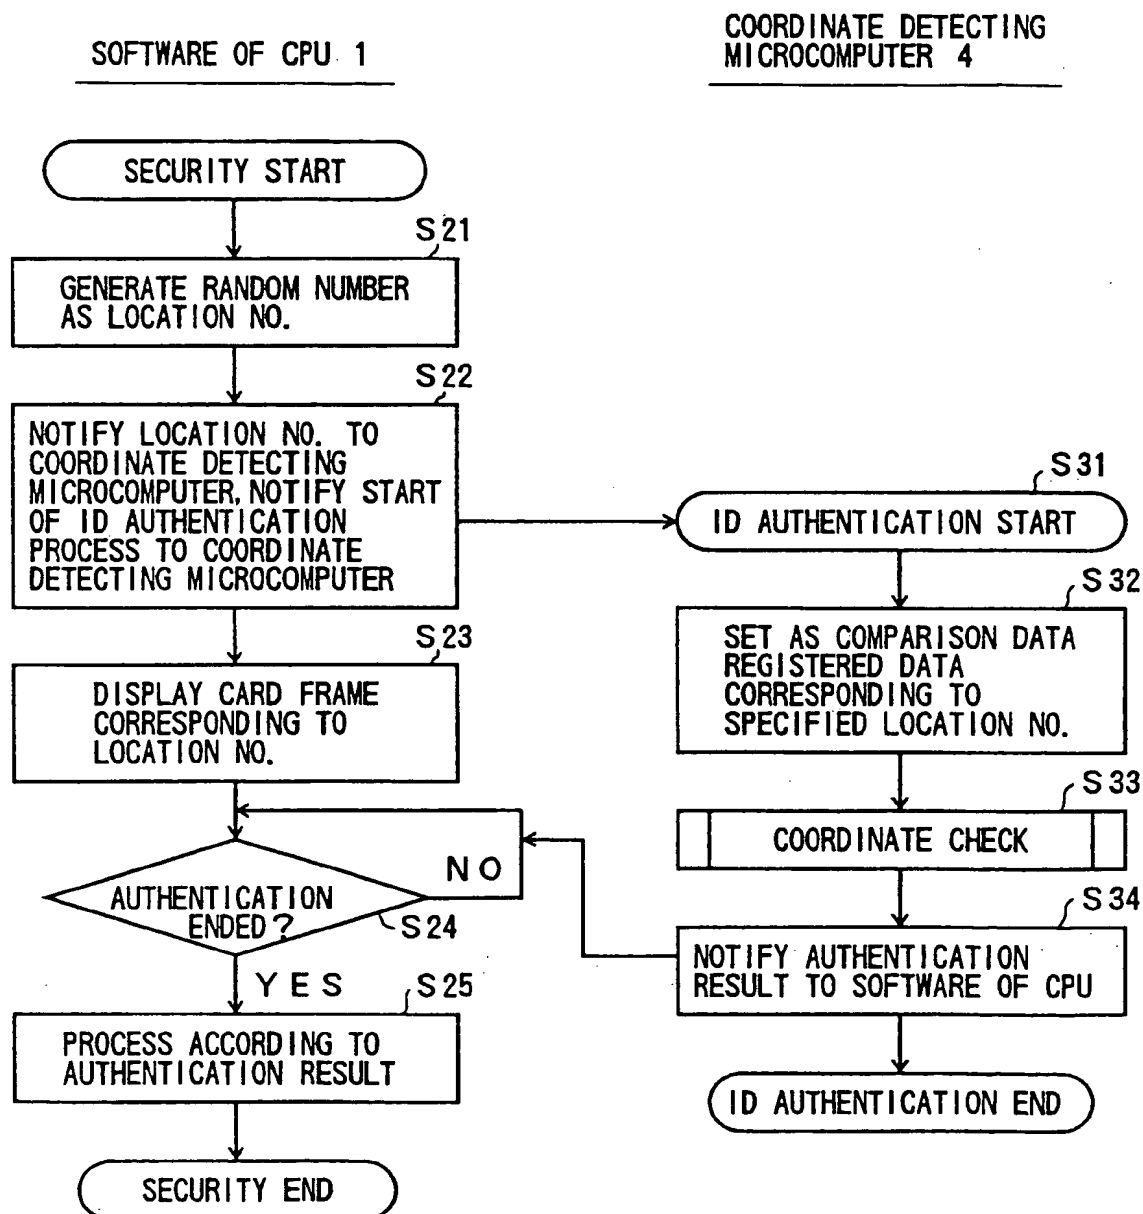 SOFTWARE OF CPU 1
COORDINATE DETECTING
MICROCOMPUTER 4
SECURITY START
S21
GENERATE RANDOM NUMBER
AS LOCATION NO.
S22
NOTIFY LOCATION NO. TO
COORDINATE DETECTING
MICROCOMPUTER, NOTIFY START
OF ID AUTHENTICATION
PROCESS TO COORDINATE
DETECTING MICROCOMPUTER
S31
ID AUTHENTICATION START
S32
SET AS COMPARISON DATA
REGISTERED DATA
CORRESPONDING TO
SPECIFIED LOCATION NO.
S23
DISPLAY CARD FRAME
CORRESPONDING TO
LOCATION NO.
S33
COORDINATE CHECK
NO
AUTHENTICATION
ENDED?
S24
S34
NOTIFY AUTHENTICATION
RESULT TO SOFTWARE OF CPU
YES
S25
PROCESS ACCORDING TO
AUTHENTICATION RESULT
ID AUTHENTICATION END
SECURITY END